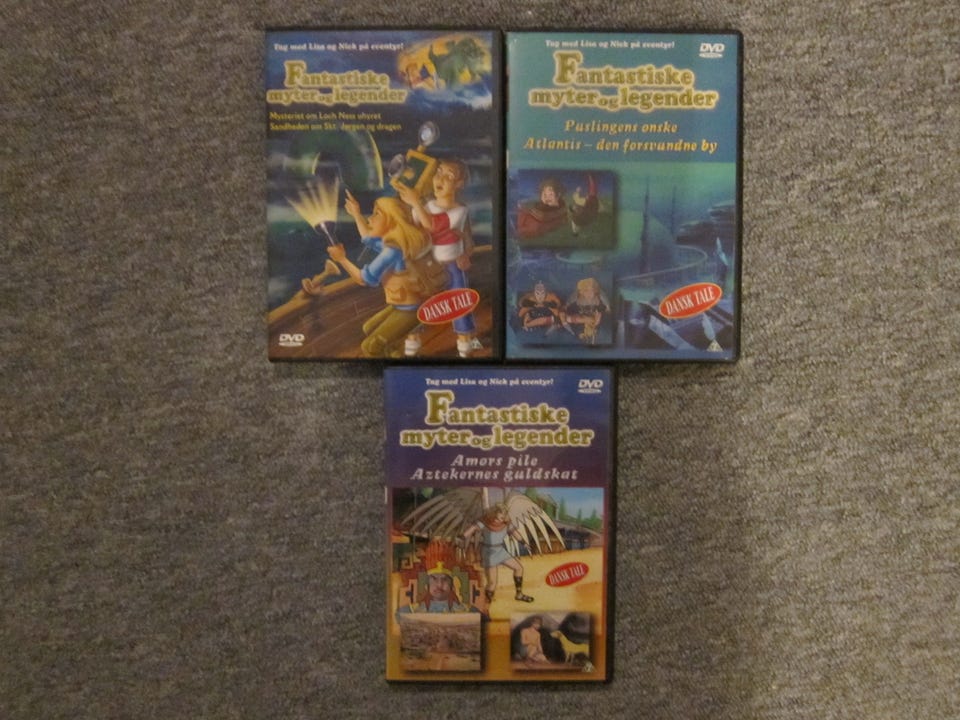 Tag med Lisa og Nick på eventyr!
Fantastiske
myter og legender
Mysteriet om Loch Ness uhyret
Sandheden om Skt. Jørgen og dragen
DANSK TALE
DVD
Tag med Lisa og Nick på eventyr!
DVD
Fantastiske
myter og legender
Puslingens ønske
Atlantis – den forsvundne by
DANSK TALE
Tag med Lisa og Nick på eventyr!
DVD
Fantastiske
myter og legender
Amors pile
Aztekernes guldskat
DANSK TALE